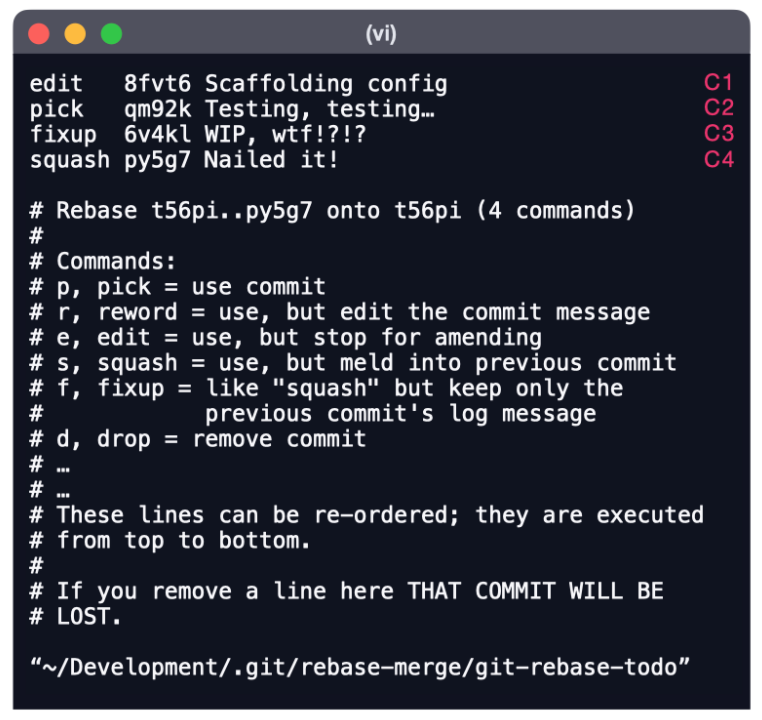 (vi)
edit   8fvt6 Scaffolding config C1
pick   qm92k Testing, testing… C2
fixup  6v4kl WIP, wtf!?!? C3
squash py5g7 Nailed it! C4
# Rebase t56pi..py5g7 onto t56pi (4 commands)
#
# Commands:
# p, pick = use commit
# r, reword = use, but edit the commit message
# e, edit = use, but stop for amending
# s, squash = use, but meld into previous commit
# f, fixup = like "squash" but keep only the
#            previous commit's log message
# d, drop = remove commit
# …
# …
# These lines can be re-ordered; they are executed
# from top to bottom.
#
# If you remove a line here THAT COMMIT WILL BE
# LOST.
“~/Development/.git/rebase-merge/git-rebase-todo”